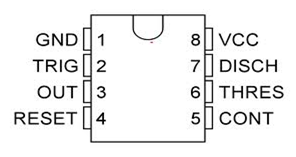 GND 1 8 VCC
TRIG 2 7 DISCH
OUT 3 6 THRES
RESET 4 5 CONT